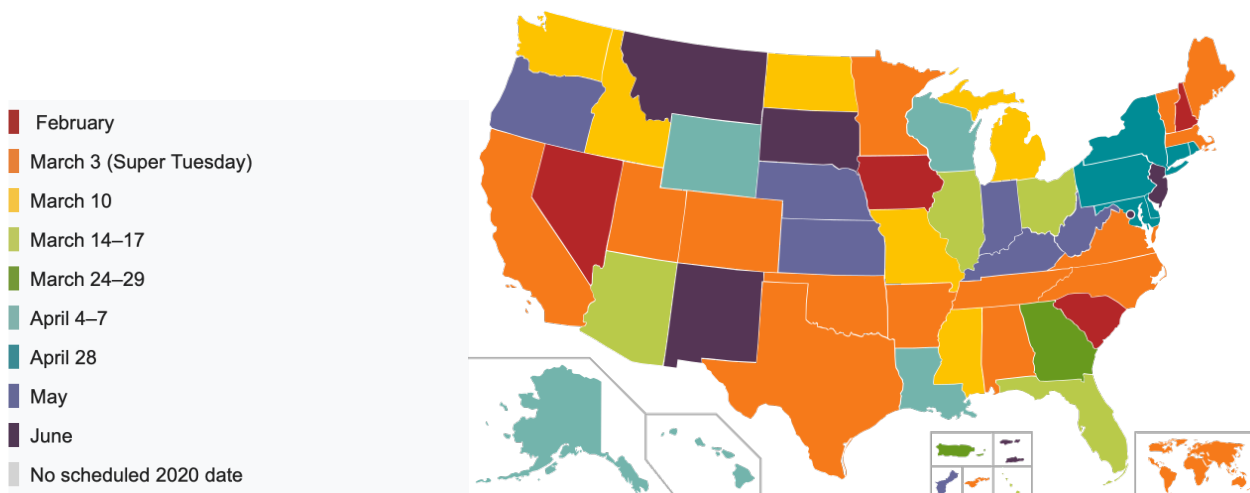 February
March 3 (Super Tuesday)
March 10
March 14–17
March 24–29
April 4–7
April 28
May
June
No scheduled 2020 date